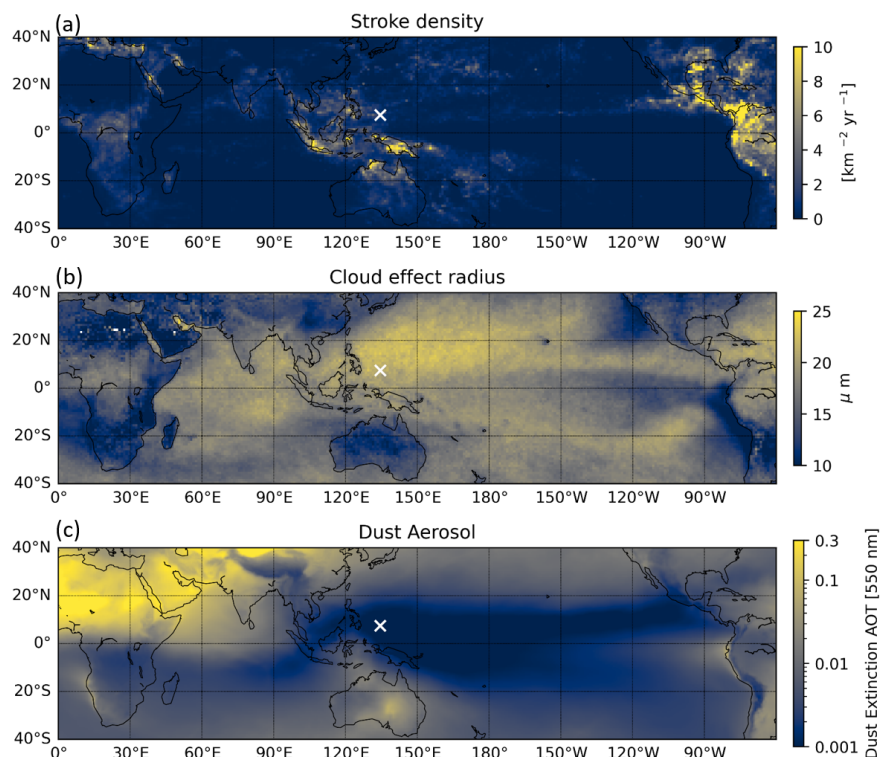 (a)
Stroke density
40°N
20°N
0°
20°S
40°S
0°
30°E
60°E
90°E
120°E
150°E
180°
150°W
120°W
90°W
10
8
6
4
2
0
[km ⁻² yr ⁻¹]
(b)
Cloud effect radius
40°N
20°N
0°
20°S
40°S
0°
30°E
60°E
90°E
120°E
150°E
180°
150°W
120°W
90°W
25
20
15
10
μ m
(c)
Dust Aerosol
40°N
20°N
0°
20°S
40°S
0°
30°E
60°E
90°E
120°E
150°E
180°
150°W
120°W
90°W
0.3
0.1
0.01
0.001
Dust Extinction AOT [550 nm]